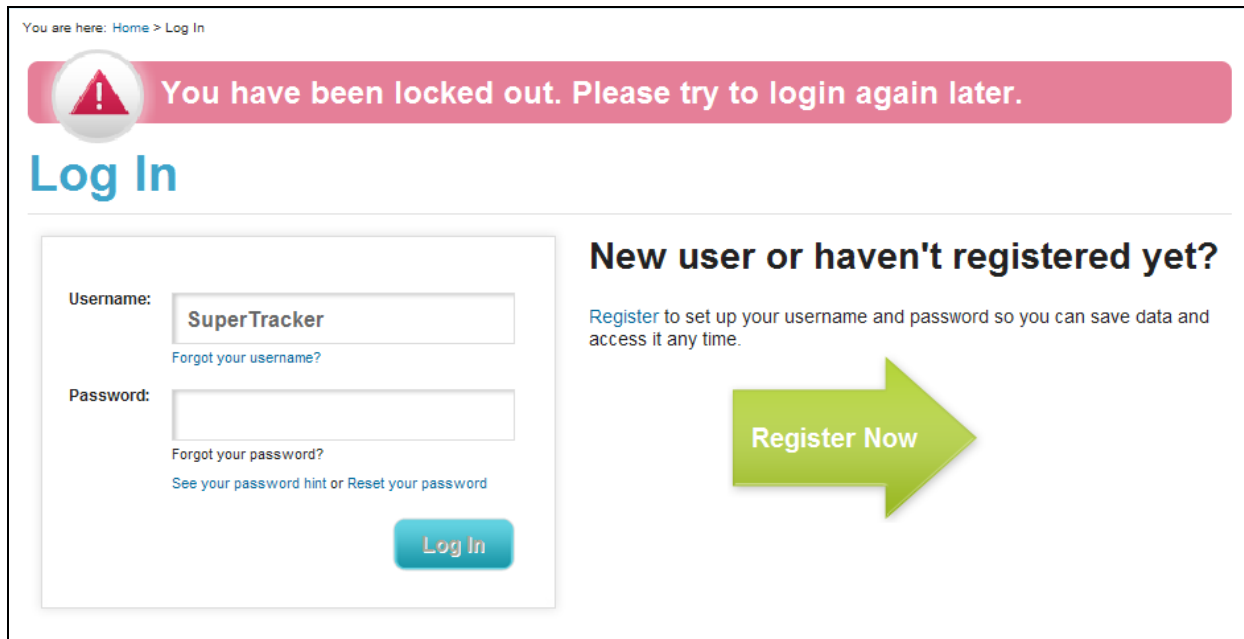 You are here: Home > Log In
You have been locked out. Please try to login again later.
Log In
Username:
SuperTracker
Forgot your username?
Password:
Forgot your password?
See your password hint or Reset your password
Log In
New user or haven't registered yet?
Register to set up your username and password so you can save data and
access it any time.
Register Now